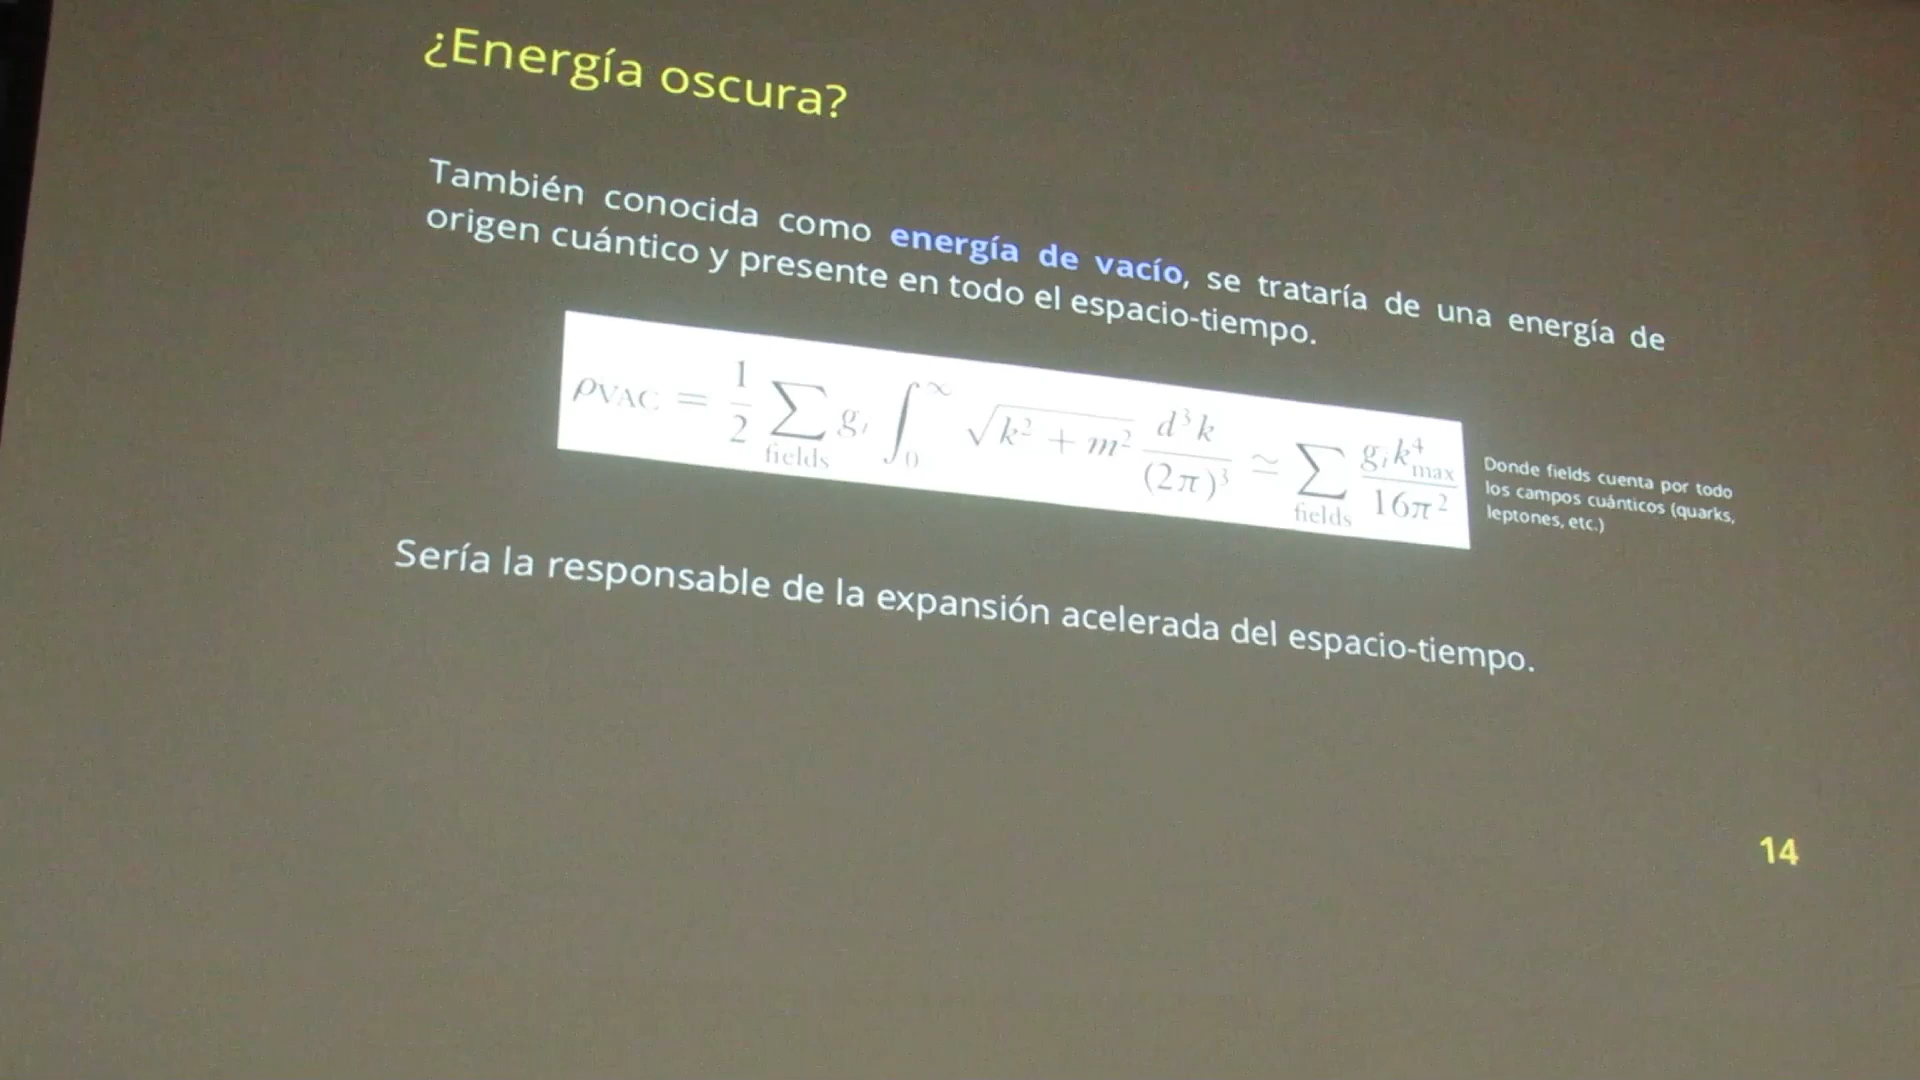 ¿Energía oscura?
También conocida como energía de vacío, se trataría de una energía de
origen cuántico y presente en todo el espacio-tiempo.
ρVAC = 1/2 ∑fields gi ∫0^∞ √(k² + m²) d³k/(2π)³ ≃ ∑fields gi k⁴max/16π²
Donde fields cuenta por todo
los campos cuánticos (quarks,
leptones, etc.)
Sería la responsable de la expansión acelerada del espacio-tiempo.
14